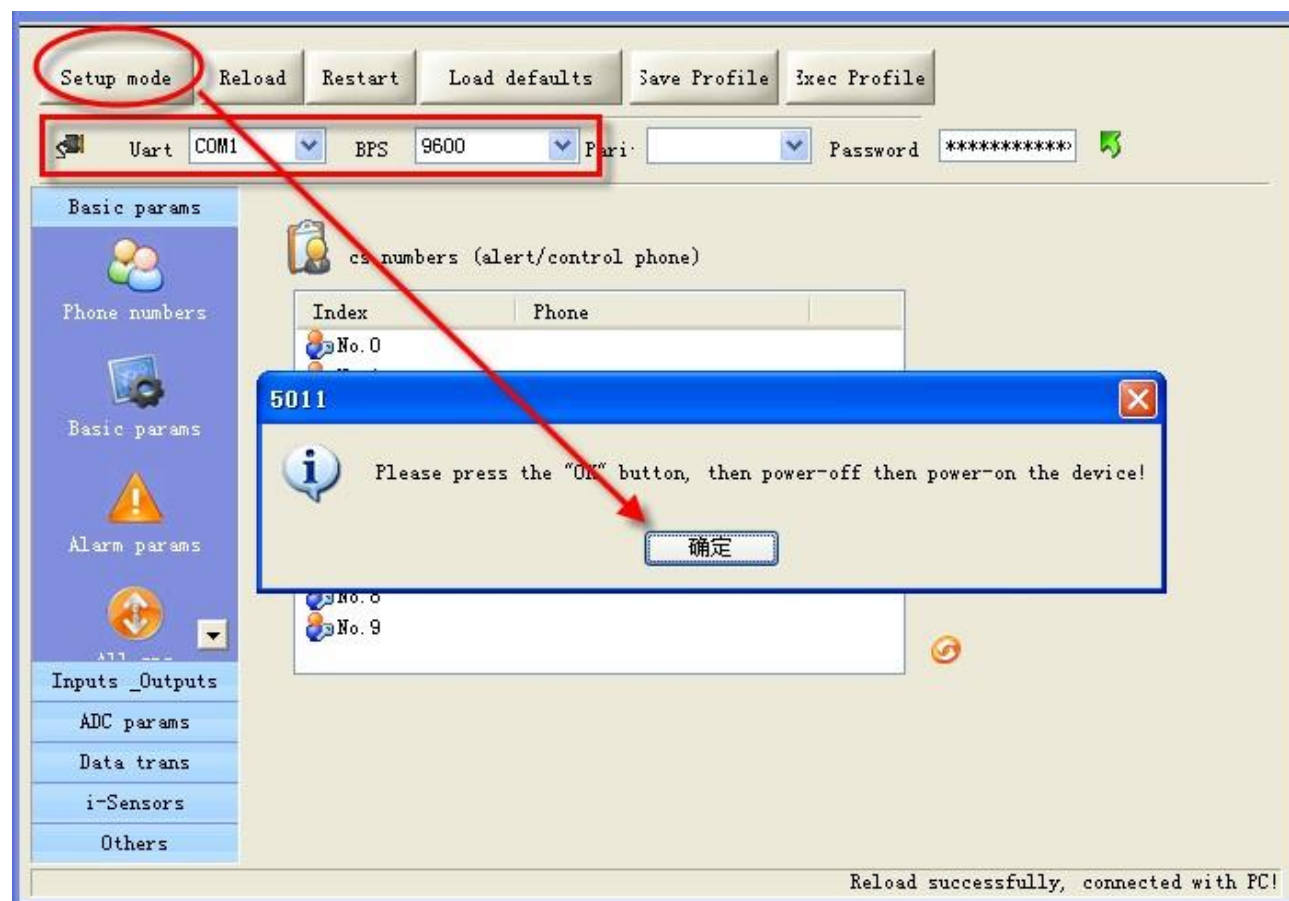 Setup mode Reload Restart Load defaults Save Profile Exec Profile
Uart COM1 BPS 9600 Pari Password ************
Basic params
cs numbers (alert/control phone)
Phone numbers
Index Phone
No. 0
5011
Basic params
Please press the "OK" button, then power-off then power-on the device!
Alarm params
确定
No. 8
No. 9
Inputs _Outputs
ADC params
Data trans
i-Sensors
Others
Reload successfully, connected with PC!